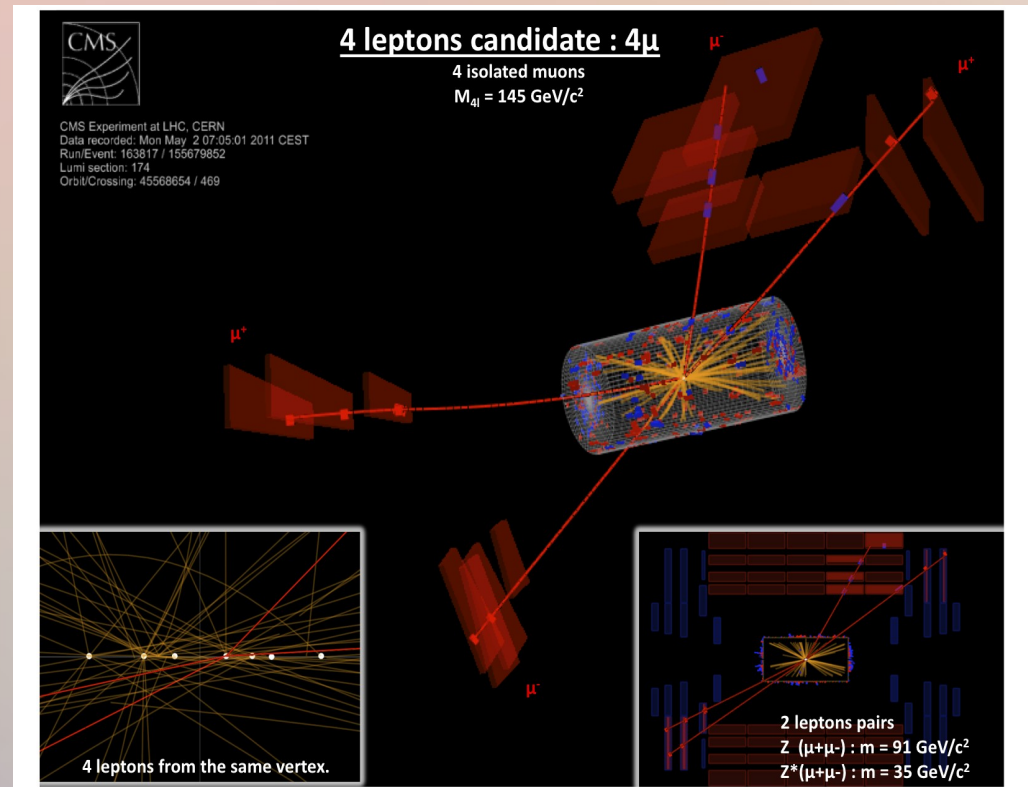 4 leptons candidate : 4μ
4 isolated muons
M4l = 145 GeV/c²
CMS
CMS Experiment at LHC, CERN
Data recorded: Mon May 2 07:05:01 2011 CEST
Run/Event: 163817 / 155679852
Lumi section: 174
Orbit/Crossing: 45568654 / 469
μ-
μ+
μ+
μ-
4 leptons from the same vertex.
2 leptons pairs
Z (μ+μ-) : m = 91 GeV/c²
Z*(μ+μ-) : m = 35 GeV/c²